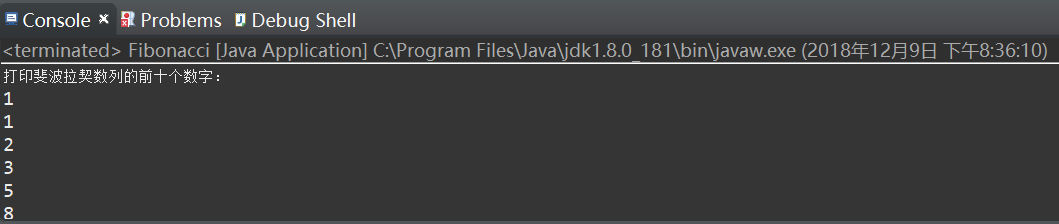 Console Problems Debug Shell
<terminated> Fibonacci [Java Application] C:\Program Files\Java\jdk1.8.0_181\bin\javaw.exe (2018年12月9日 下午8:36:10)
打印斐波拉契数列的前十个数字:
1
1
2
3
5
8